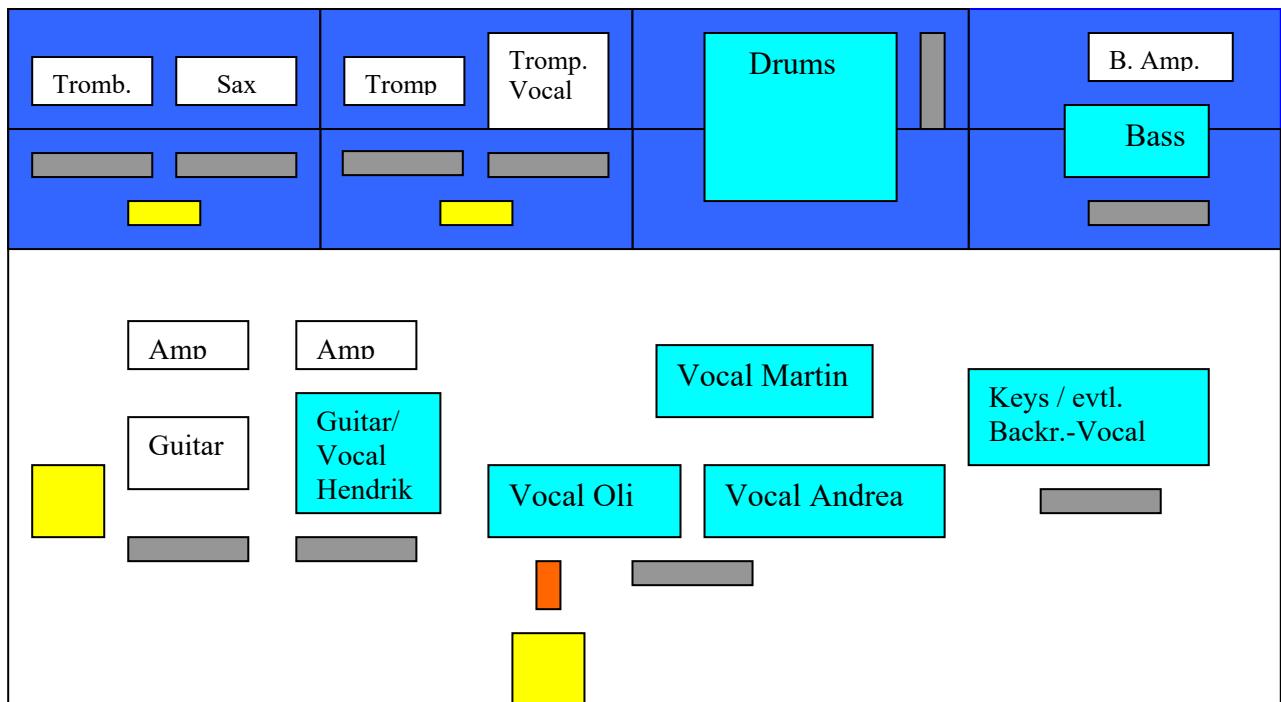 Tromb.
Sax
Tromp
Tromp.
Vocal
Drums
B. Amp.
Bass
Amp
Amp
Vocal Martin
Keys / evtl.
Backr.-Vocal
Guitar
Guitar/
Vocal
Hendrik
Vocal Oli
Vocal Andrea